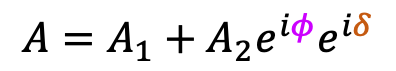 A = A₁ + A₂e^{iϕ}e^{iδ}